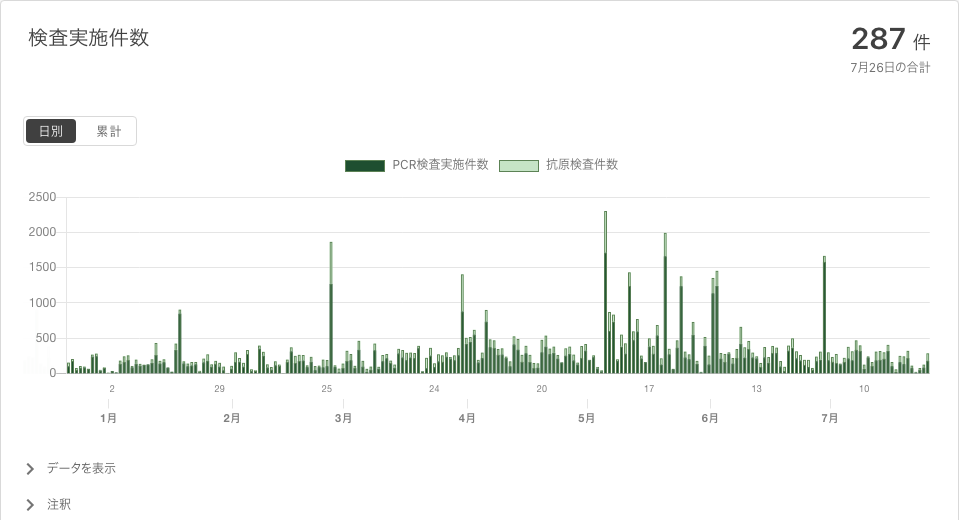 検査実施件数
287 件
7月26日の合計
日別 累計
PCR検査実施件数 抗原検査件数
2500
2000
1500
1000
500
0
2 29 25 24 20 17 13 10
1月 2月 3月 4月 5月 6月 7月
データを表示
注釈